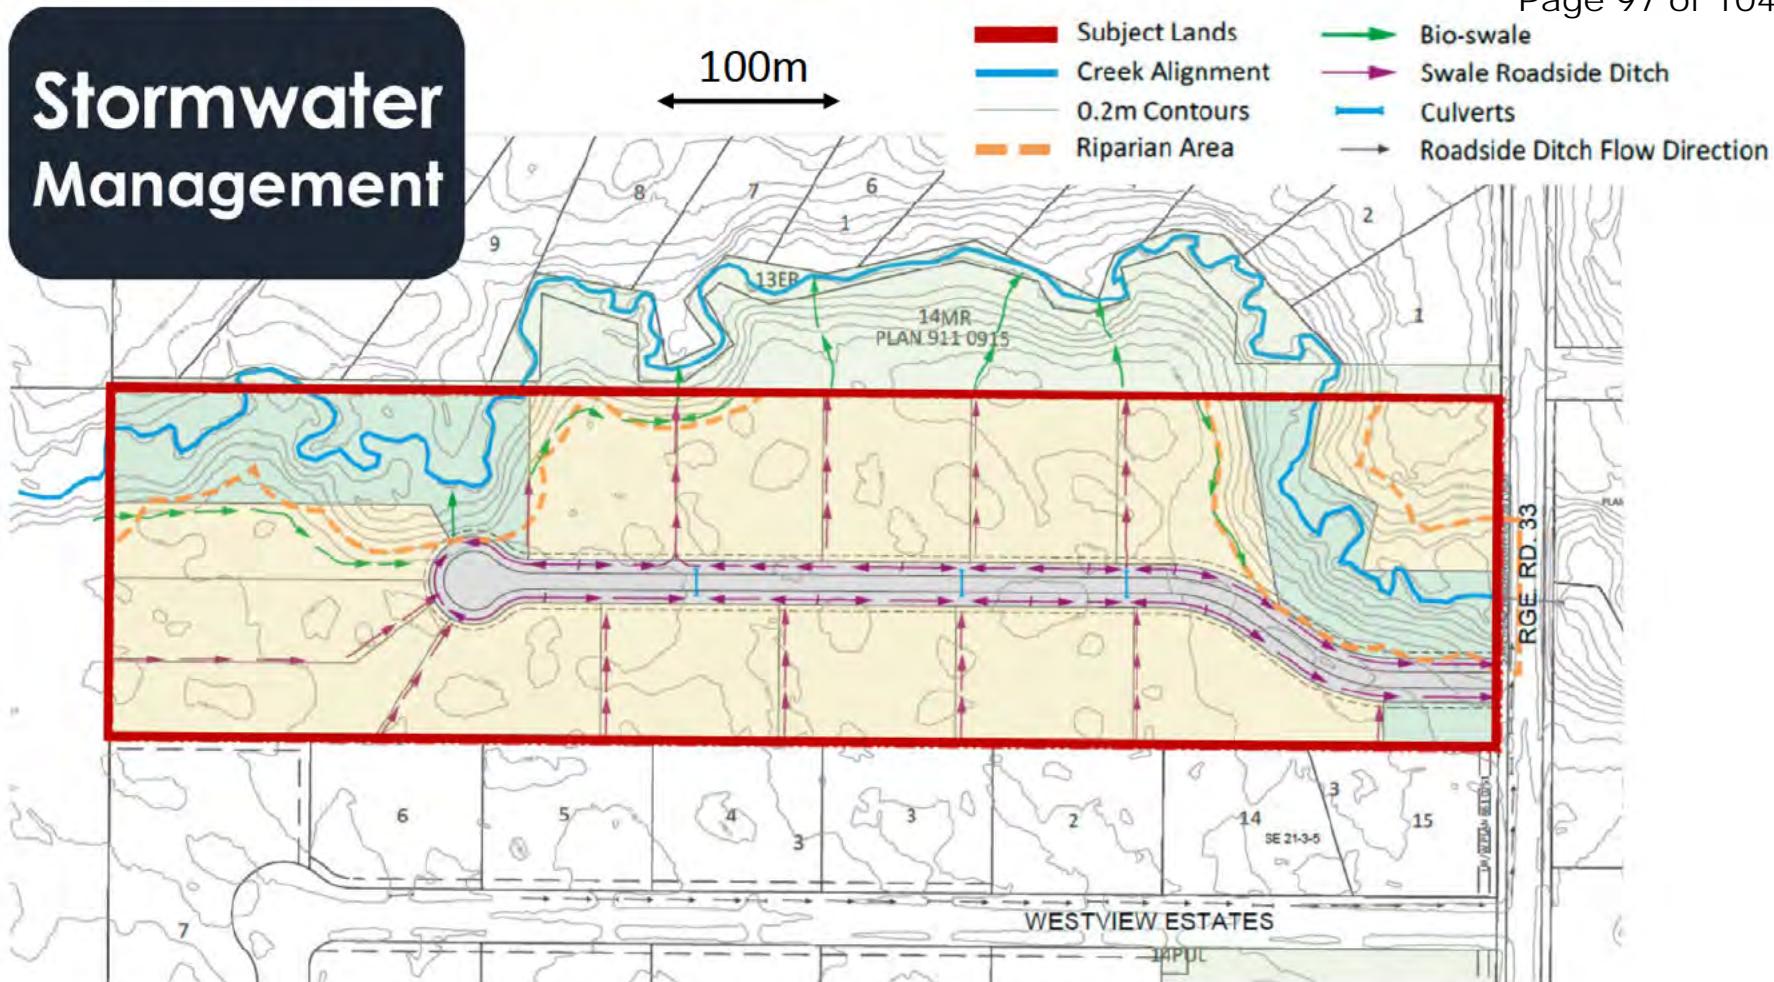 Page 97 of 104
Stormwater
Management
100m
Subject Lands
Creek Alignment
0.2m Contours
Riparian Area
Bio-swale
Swale Roadside Ditch
Culverts
Roadside Ditch Flow Direction
8
7
6
1
9
2
1
13ER
14MR
PLAN 911 0915
RGE. RD. 33
PLAN
6
5
4
3
3
2
14
SE 21-3-5
3
15
7
WESTVIEW ESTATES
14PUL